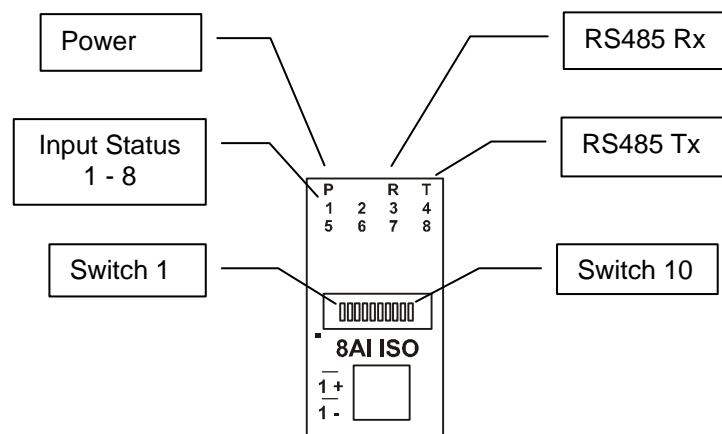 Power
RS485 Rx
Input Status
1 - 8
RS485 Tx
P R T
1 2 3 4
5 6 7 8
Switch 1
Switch 10
8AI ISO
1 +
1 -